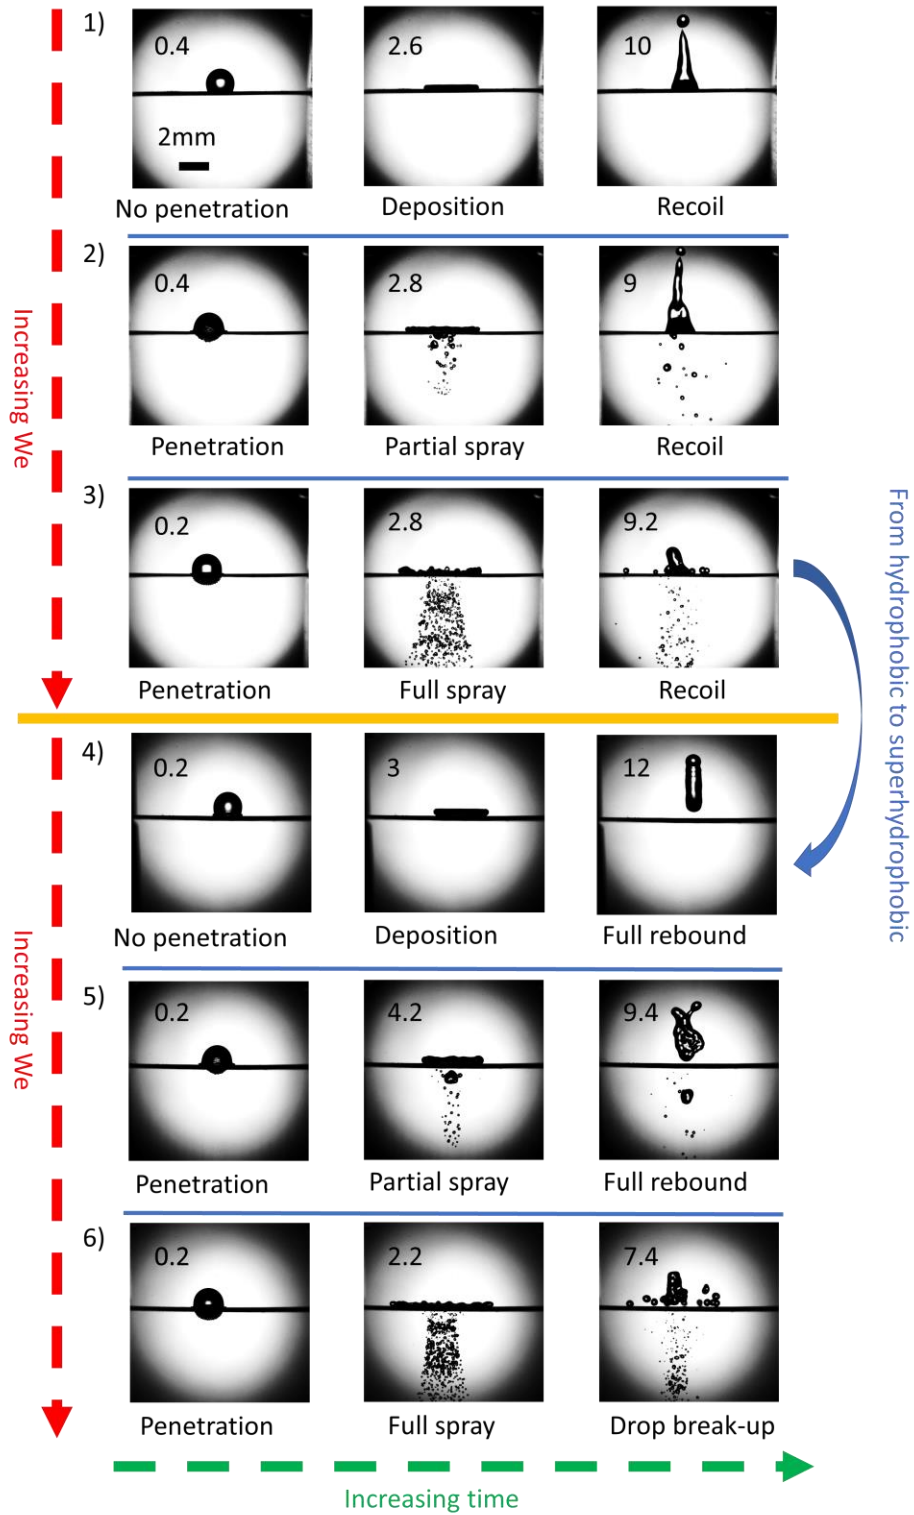 1)
0.4
2.6
10
2mm
No penetration
Deposition
Recoil
2)
0.4
2.8
9
Penetration
Partial spray
Recoil
Increasing We
3)
0.2
2.8
9.2
Penetration
Full spray
Recoil
From hydrophobic to superhydrophobic
4)
0.2
3
12
No penetration
Deposition
Full rebound
5)
0.2
4.2
9.4
Penetration
Partial spray
Full rebound
Increasing We
6)
0.2
2.2
7.4
Penetration
Full spray
Drop break-up
Increasing time